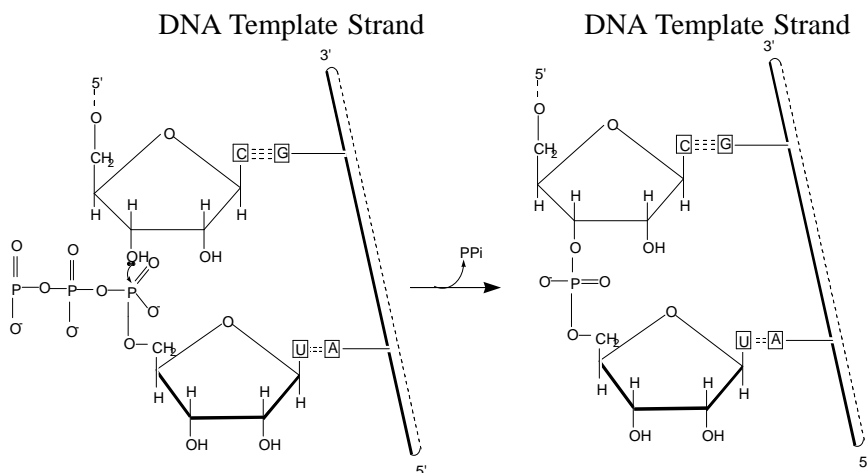 DNA Template Strand DNA Template Strand
3' 3'
5' 5'
O O
O O
CH2 C G CH2 C G
H H H H H H H H
O O OH OH O OH
O PPi
P O P O P O- P O
O- O- O- O
O CH2 O U A O CH2 O U A
H H H H H H H H
OH OH OH OH
5' 5'